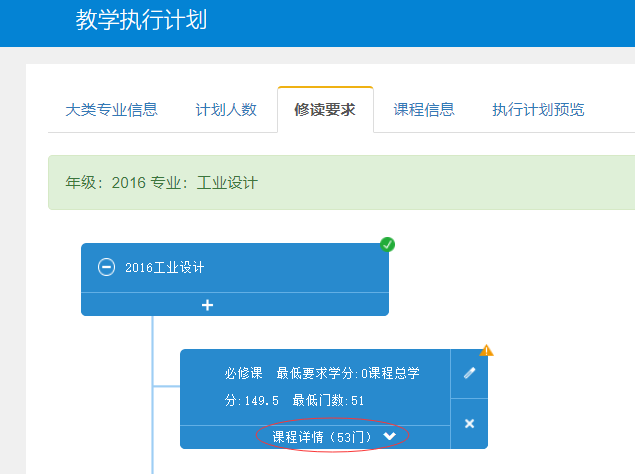 教学执行计划
大类专业信息 计划人数 修读要求 课程信息 执行计划预览
年级：2016 专业：工业设计
2016工业设计
必修课 最低要求学分:0课程总学
分:149.5 最低门数:51
课程详情（53门）